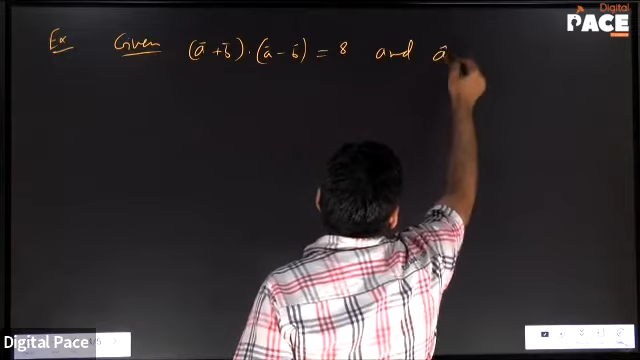 Digital
PACE
Ex Given (ā + b̄) · (ā - b̄) = 8 and ā
Digital Pace